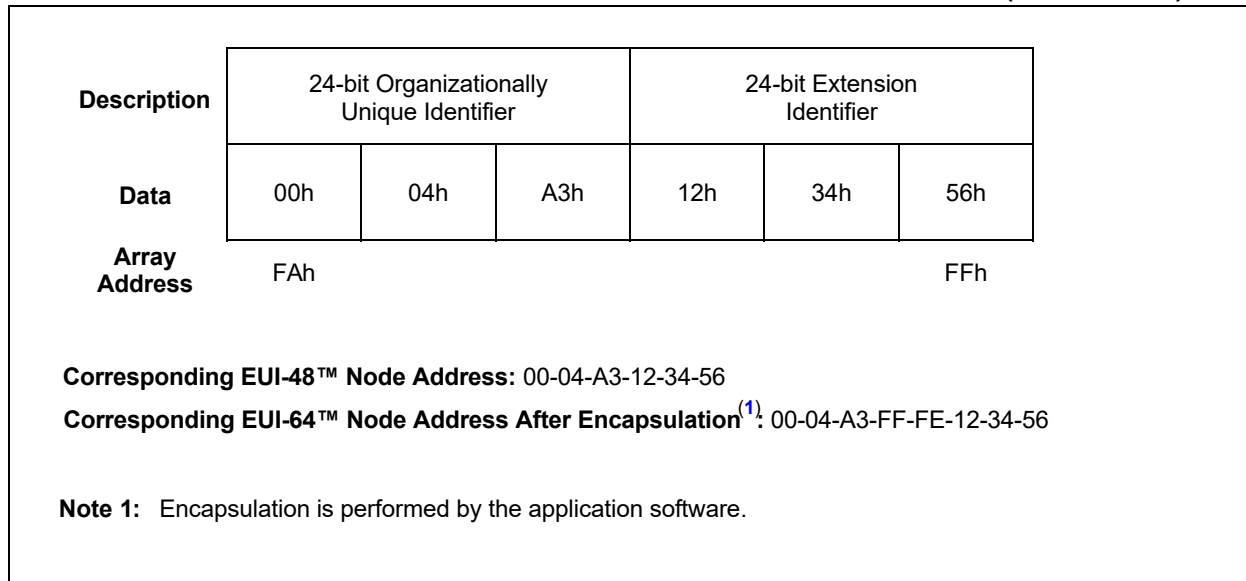 Description
24-bit Organizationally
Unique Identifier
24-bit Extension
Identifier
Data
00h 04h A3h 12h 34h 56h
Array
Address
FAh FFh
Corresponding EUI-48™ Node Address: 00-04-A3-12-34-56
Corresponding EUI-64™ Node Address After Encapsulation(1): 00-04-A3-FF-FE-12-34-56
Note 1: Encapsulation is performed by the application software.